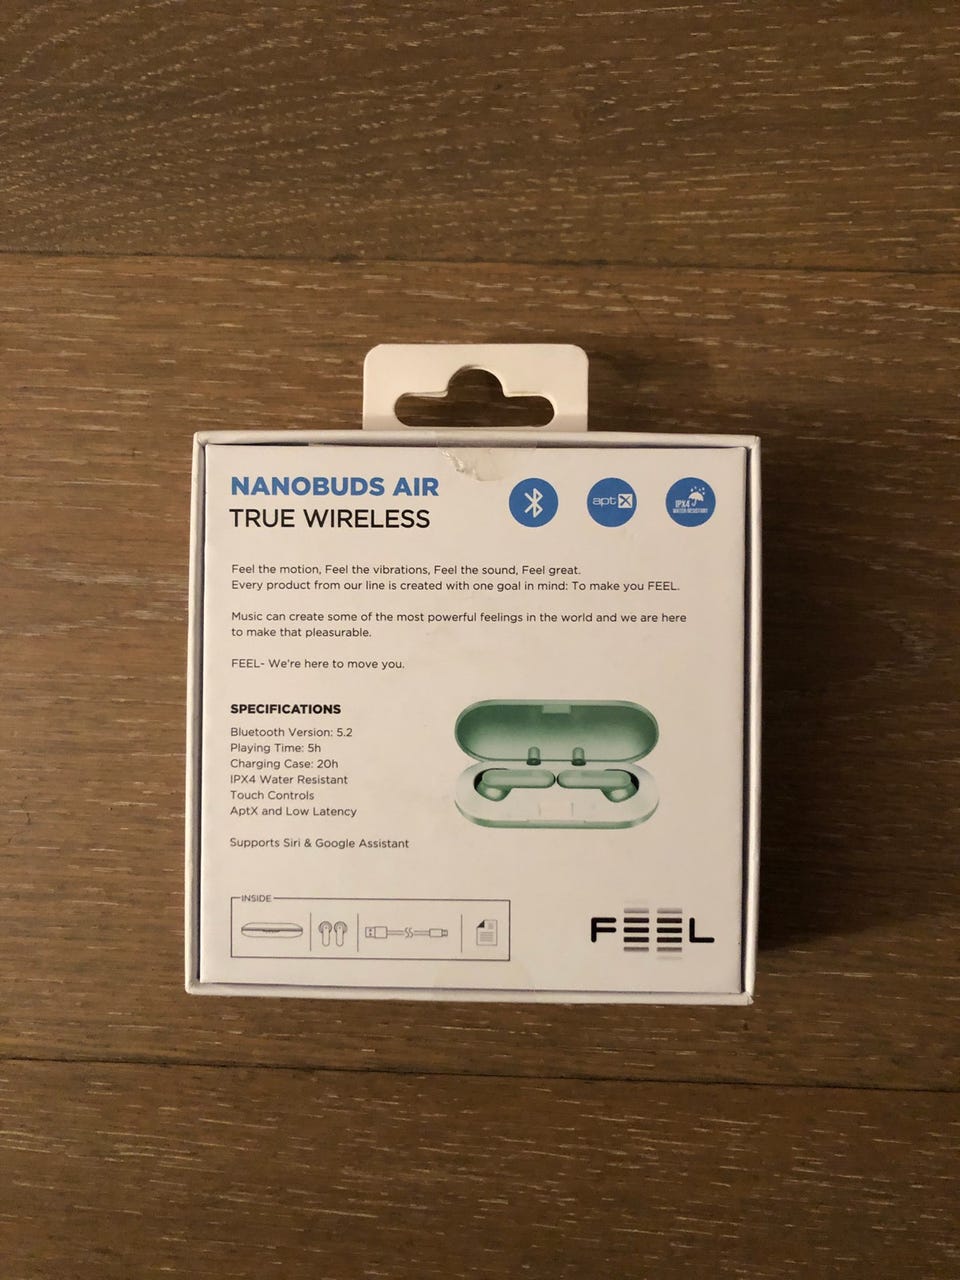 NANOBUDS AIR
TRUE WIRELESS
aptX
IPX4
WATER RESISTANT
Feel the motion, Feel the vibrations, Feel the sound, Feel great.
Every product from our line is created with one goal in mind: To make you FEEL.
Music can create some of the most powerful feelings in the world and we are here
to make that pleasurable.
FEEL- We're here to move you.
SPECIFICATIONS
Bluetooth Version: 5.2
Playing Time: 5h
Charging Case: 20h
IPX4 Water Resistant
Touch Controls
AptX and Low Latency
Supports Siri & Google Assistant
INSIDE
FEEL